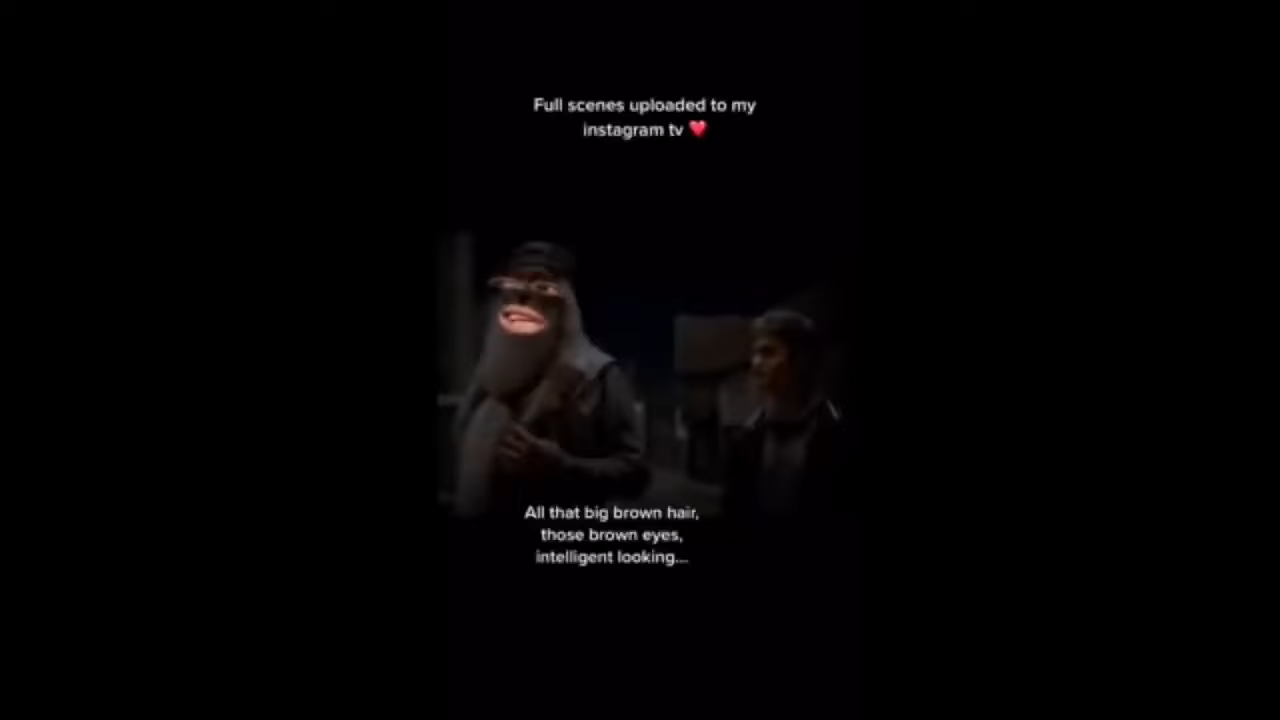 Full scenes uploaded to my
instagram tv ❤️
All that big brown hair,
those brown eyes,
intelligent looking...